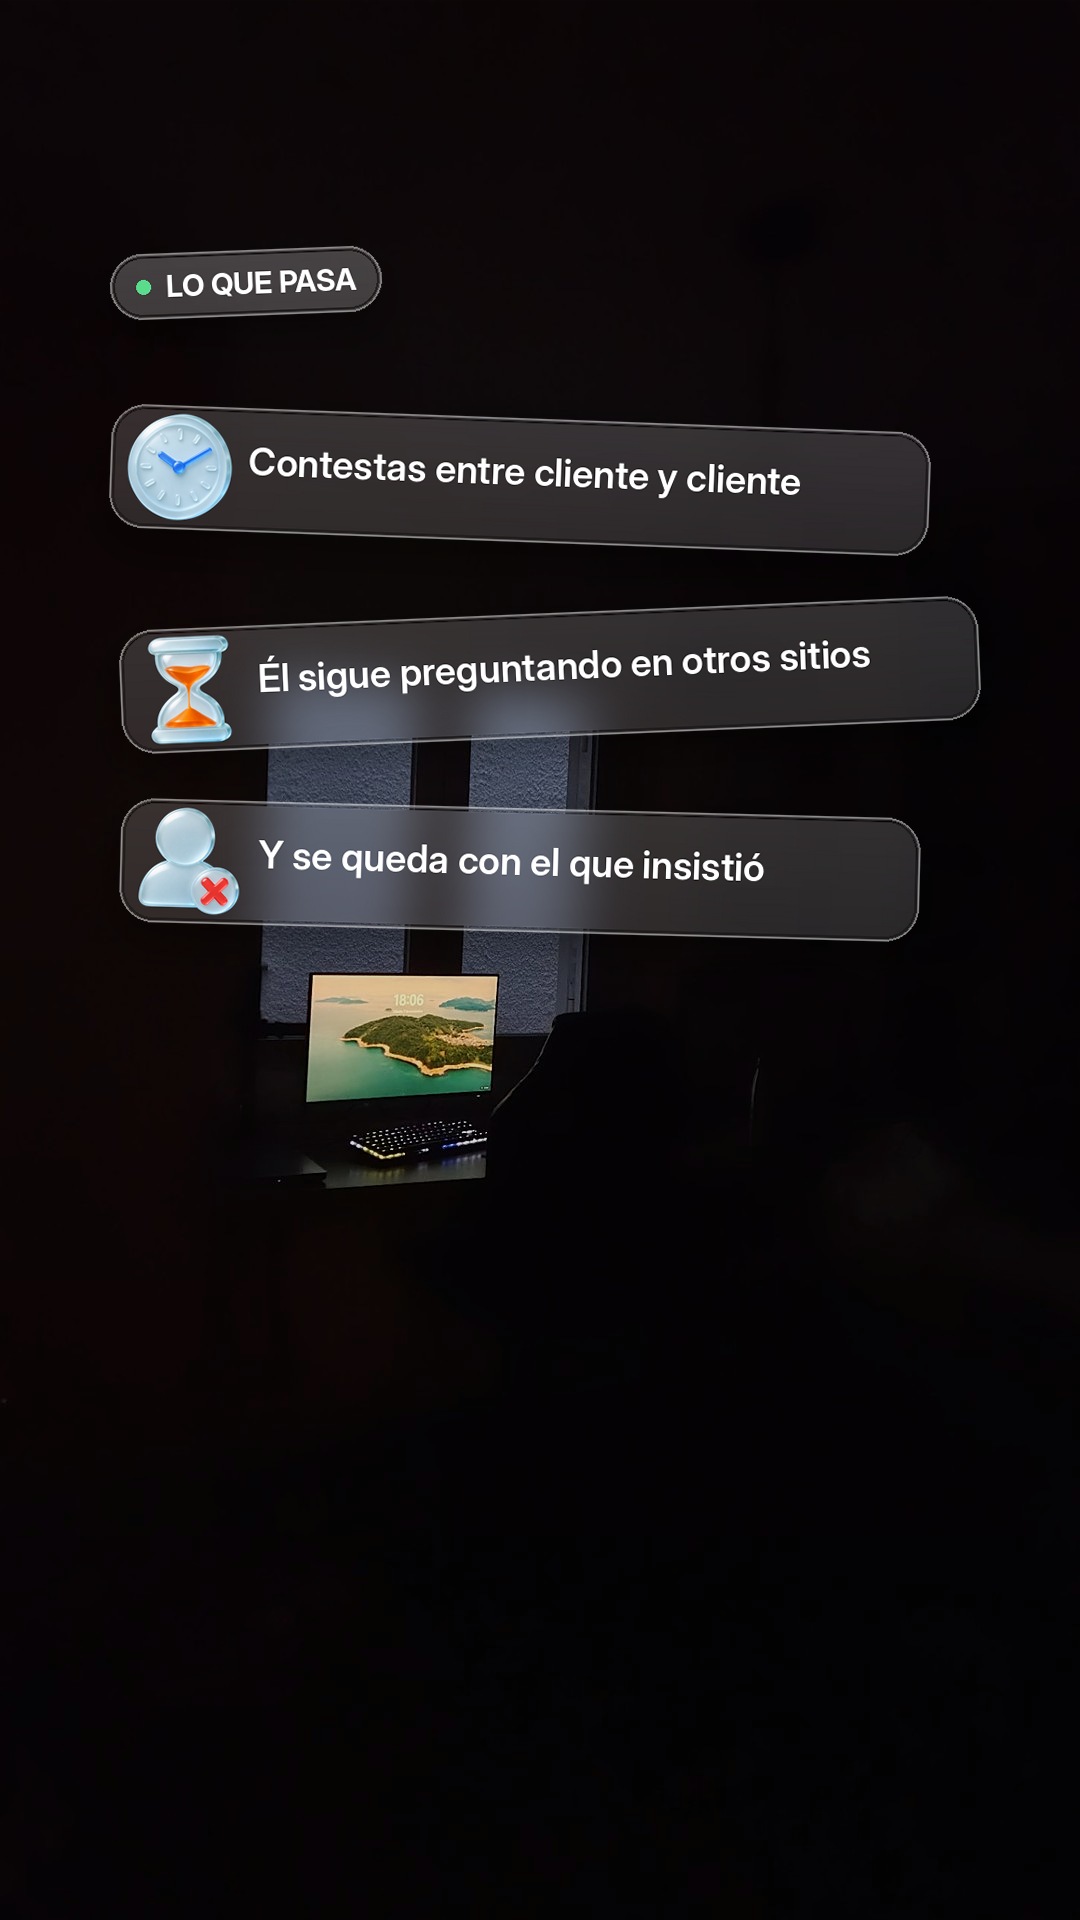 LO QUE PASA
Contestas entre cliente y cliente
Él sigue preguntando en otros sitios
Y se queda con el que insistió
18:06